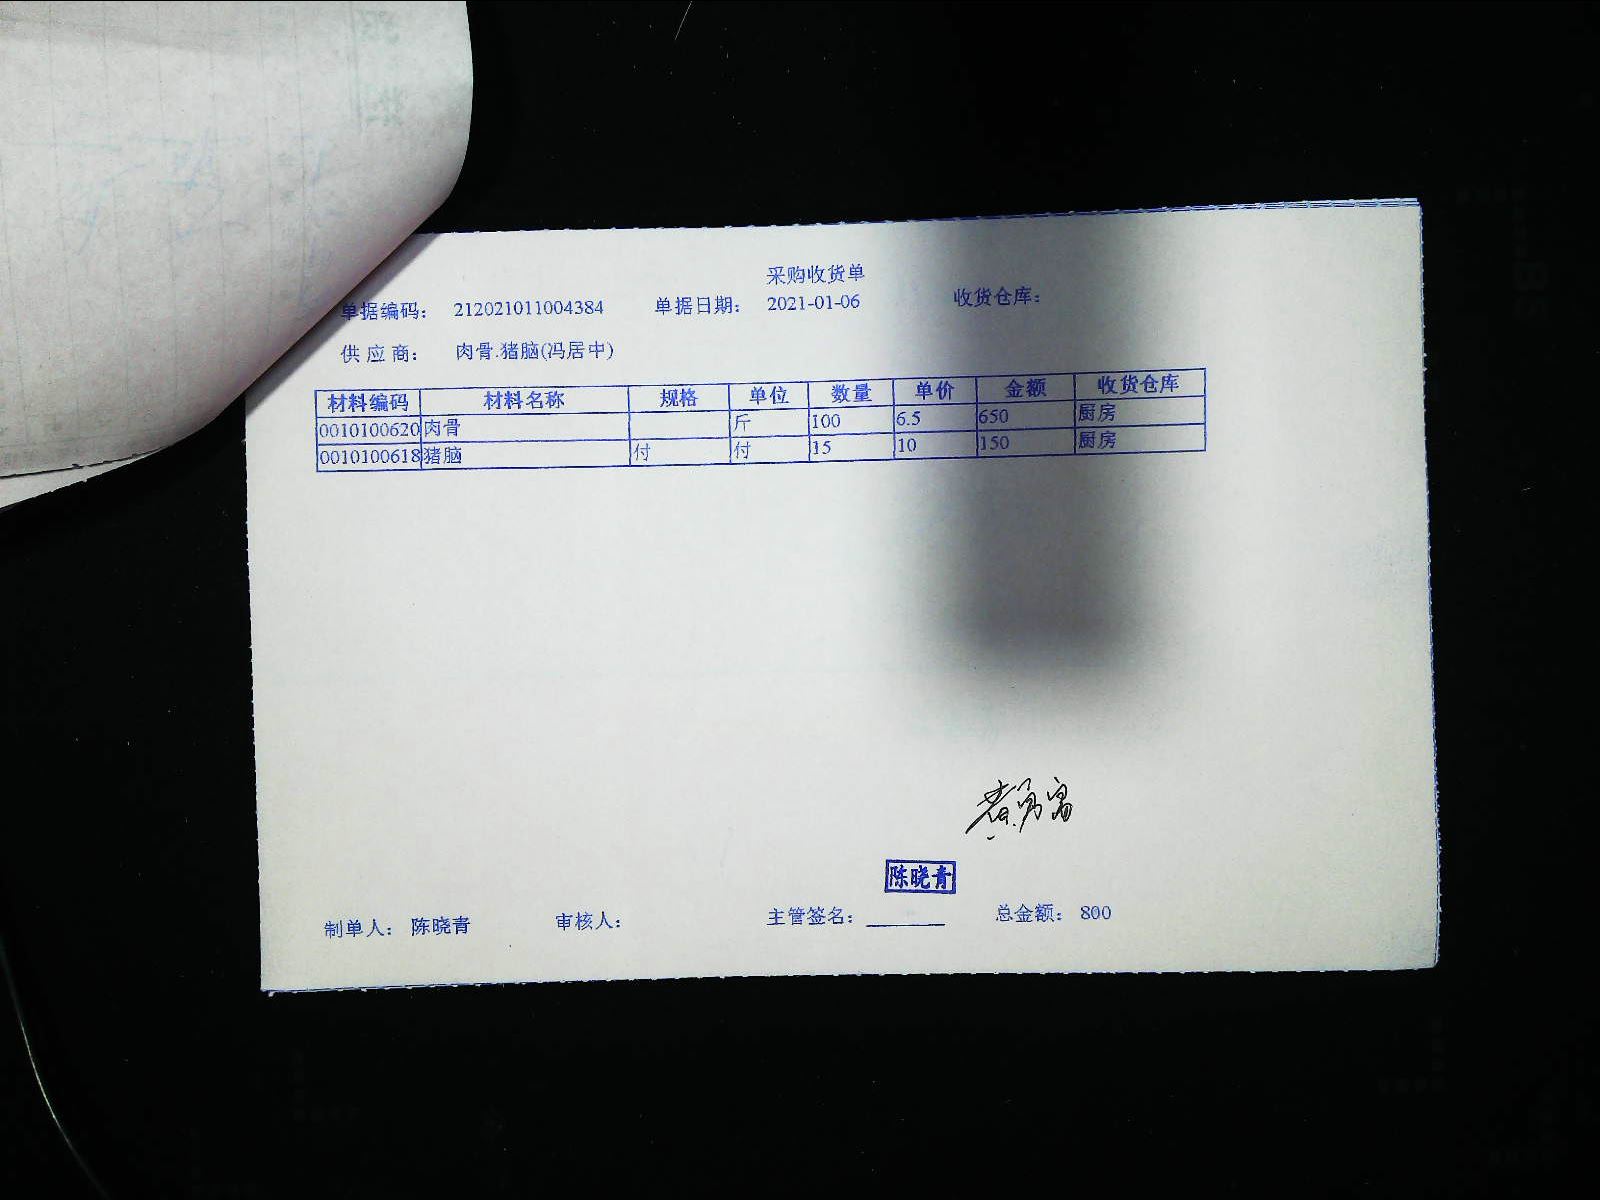 采购收货单
单据编码: 212021011004384 单据日期: 2021-01-06 收货仓库:
供应商: 肉骨.猪脑(冯居中)
材料编码 材料名称 规格 单位 数量 单价 金额 收货仓库
0010100620 肉骨 斤 100 6.5 650 厨房
0010100618 猪脑 付 付 15 10 150 厨房
陈晓青
制单人: 陈晓青 审核人: 主管签名: 总金额: 800